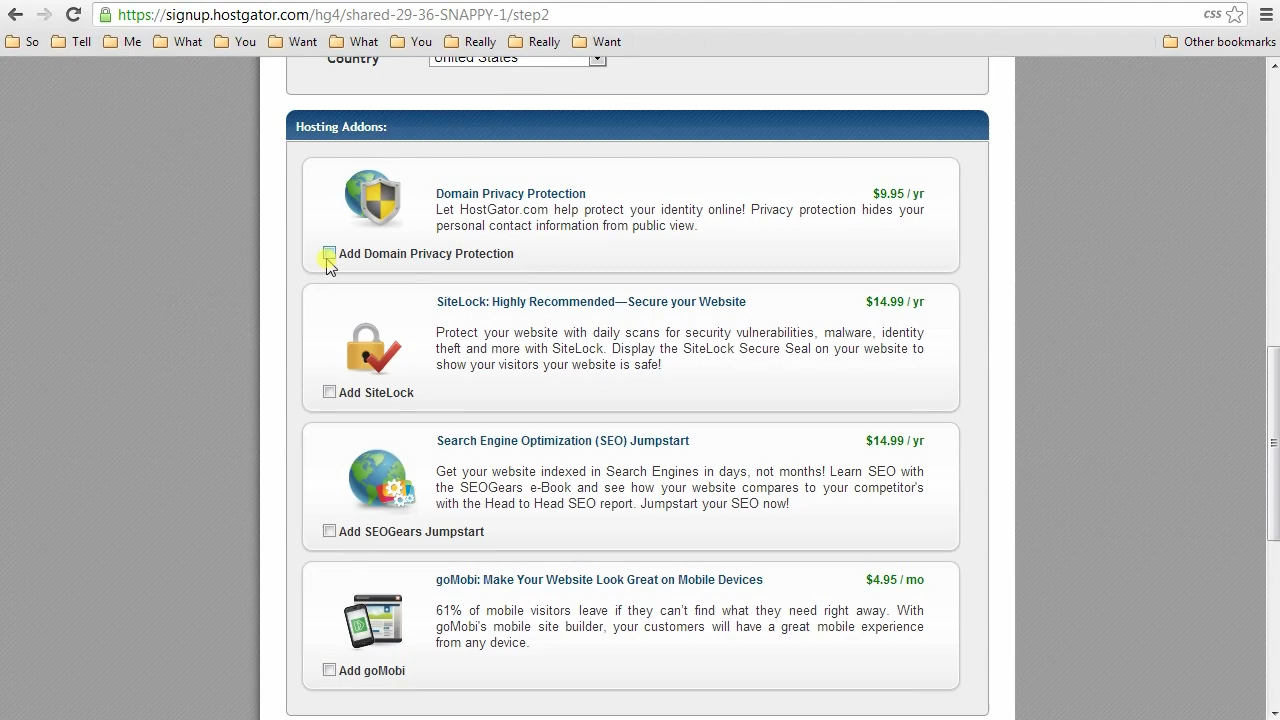 https://signup.hostgator.com/hg4/shared-29-36-SNAPPY-1/step2
css
So Tell Me What You Want What You Really Really Want Other bookmarks
Country United States
Hosting Addons:
Domain Privacy Protection $9.95 / yr
Let HostGator.com help protect your identity online! Privacy protection hides your
personal contact information from public view.
Add Domain Privacy Protection
SiteLock: Highly Recommended—Secure your Website $14.99 / yr
Protect your website with daily scans for security vulnerabilities, malware, identity
theft and more with SiteLock. Display the SiteLock Secure Seal on your website to
show your visitors your website is safe!
Add SiteLock
Search Engine Optimization (SEO) Jumpstart $14.99 / yr
Get your website indexed in Search Engines in days, not months! Learn SEO with
the SEOGears e-Book and see how your website compares to your competitor's
with the Head to Head SEO report. Jumpstart your SEO now!
Add SEOGears Jumpstart
goMobi: Make Your Website Look Great on Mobile Devices $4.95 / mo
61% of mobile visitors leave if they can't find what they need right away. With
goMobi's mobile site builder, your customers will have a great mobile experience
from any device.
Add goMobi